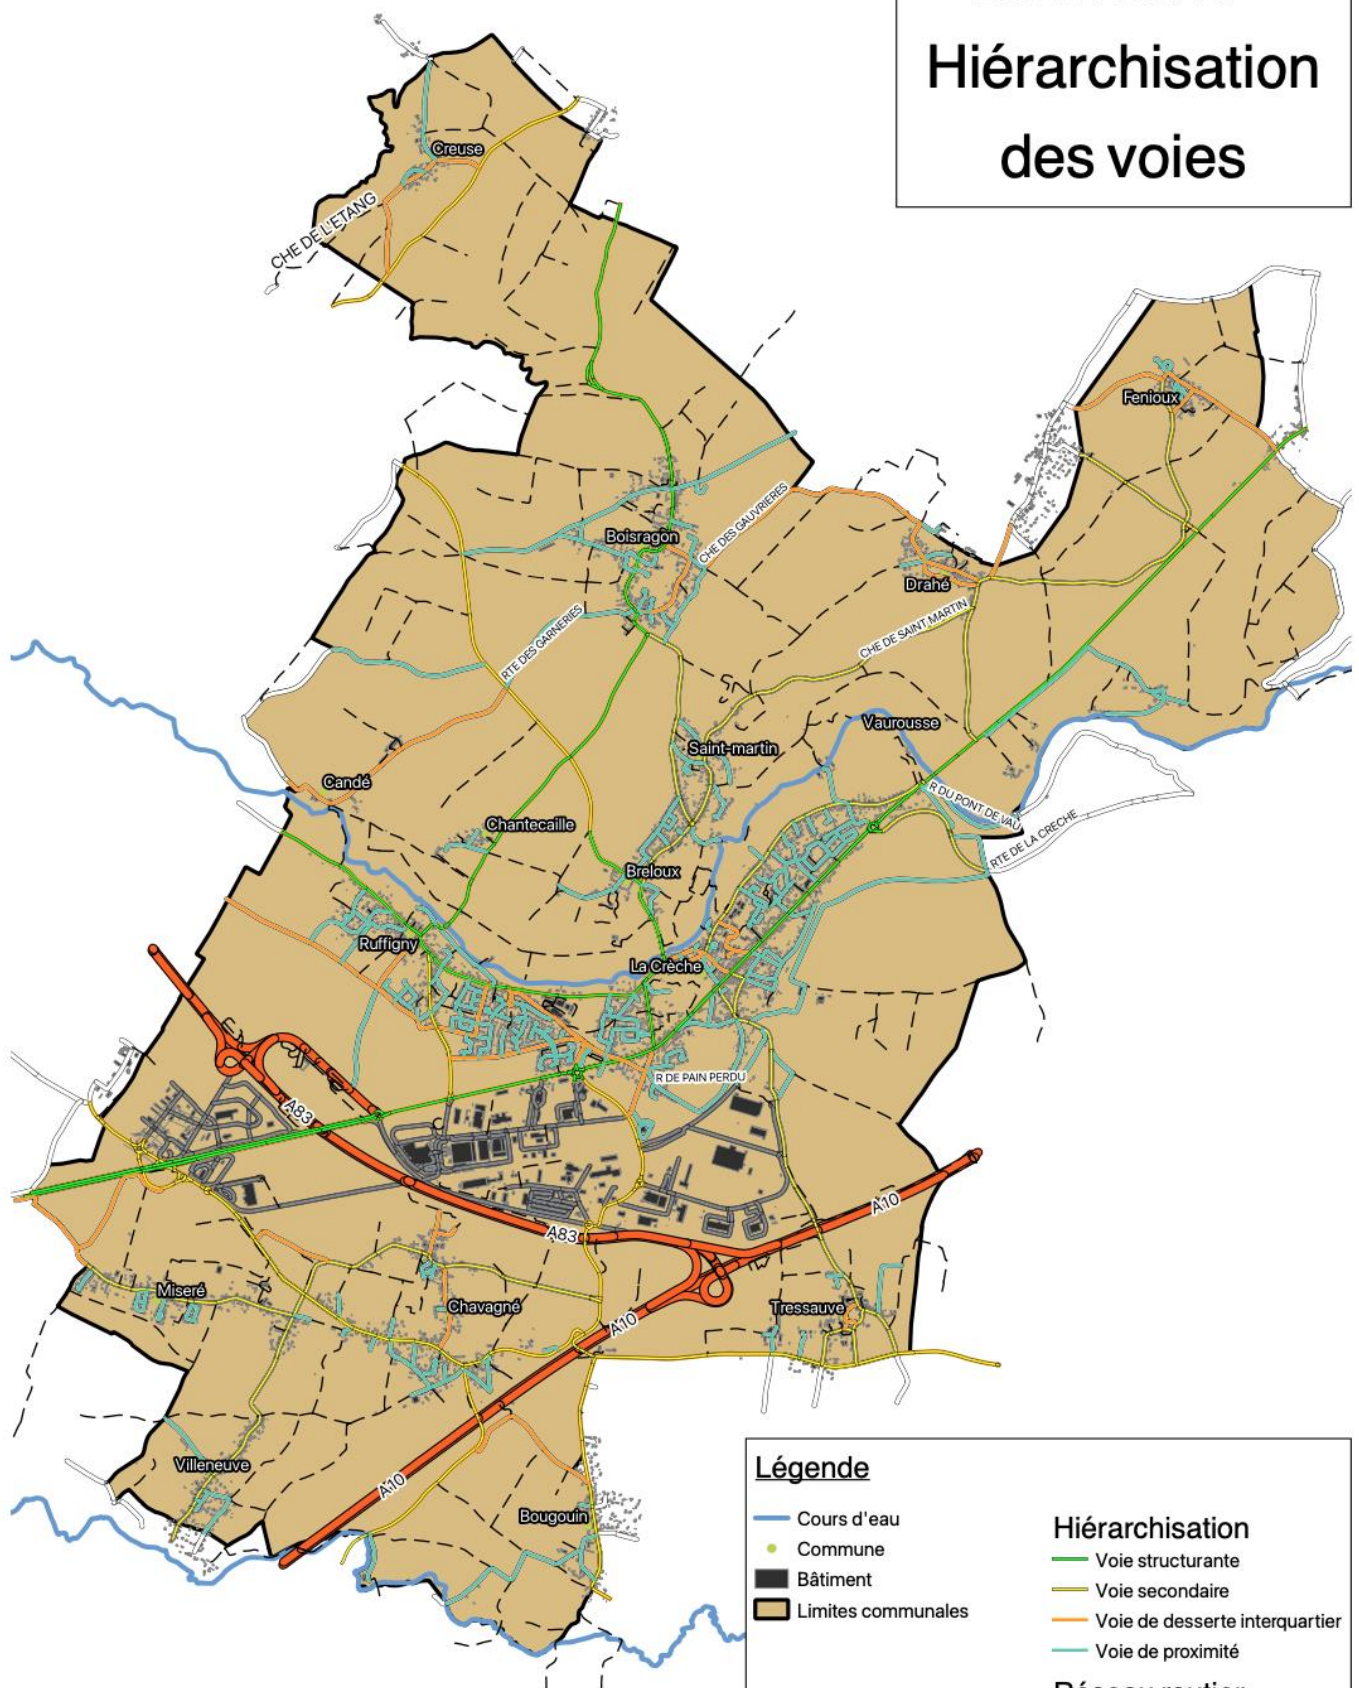 Hiérarchisation
des voies
Creuse
CHE DE L'ETANG
Fenioux
Boisragon
CHE DES GAUVRIERES
Drahé
RTE DES GARNERIES
CHE DE SAINT MARTIN
Vaurousse
Saint-martin
Candé
R DU PONT DE VAU
Chantecaille
RTE DE LA CRECHE
Breloux
Ruffigny
La Crèche
R DE PAIN PERDU
A83
A10
A83
Miseré
Chavagné
Tressauve
A10
Villeneuve
A10
Bougouin
Légende
Cours d'eau
Commune
Bâtiment
Limites communales
Hiérarchisation
Voie structurante
Voie secondaire
Voie de desserte interquartier
Voie de proximité
Réseau routier